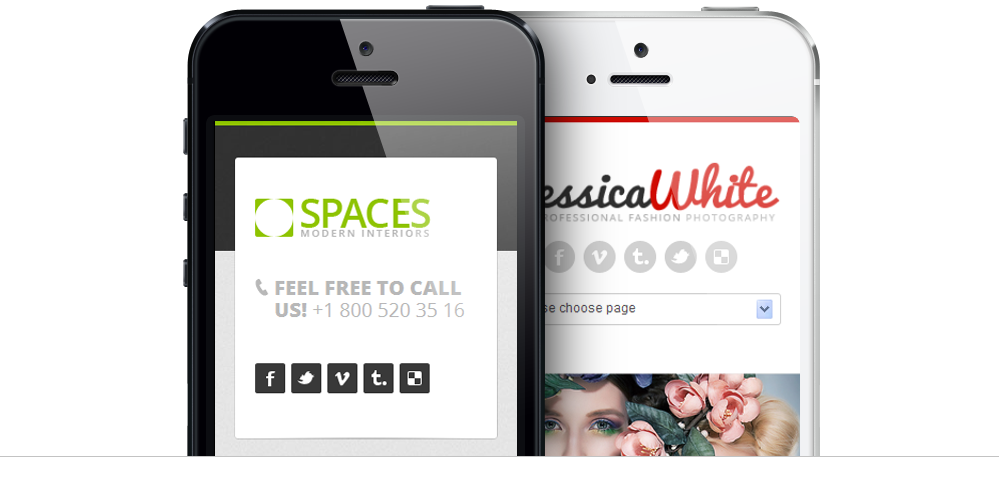 SPACES
MODERN INTERIORS
FEEL FREE TO CALL
US! +1 800 520 35 16
essicaWhite
ROFESSIONAL FASHION PHOTOGRAPHY
se choose page